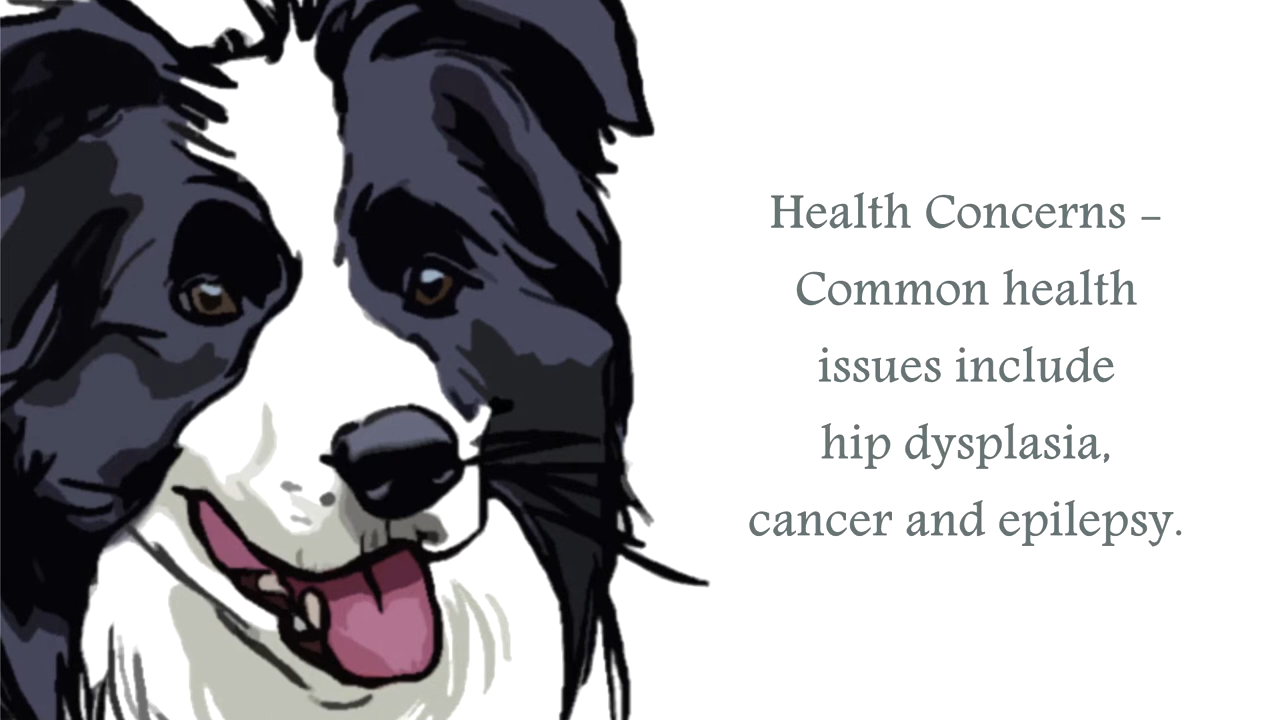 Health Concerns –
Common health
issues include
hip dysplasia,
cancer and epilepsy.